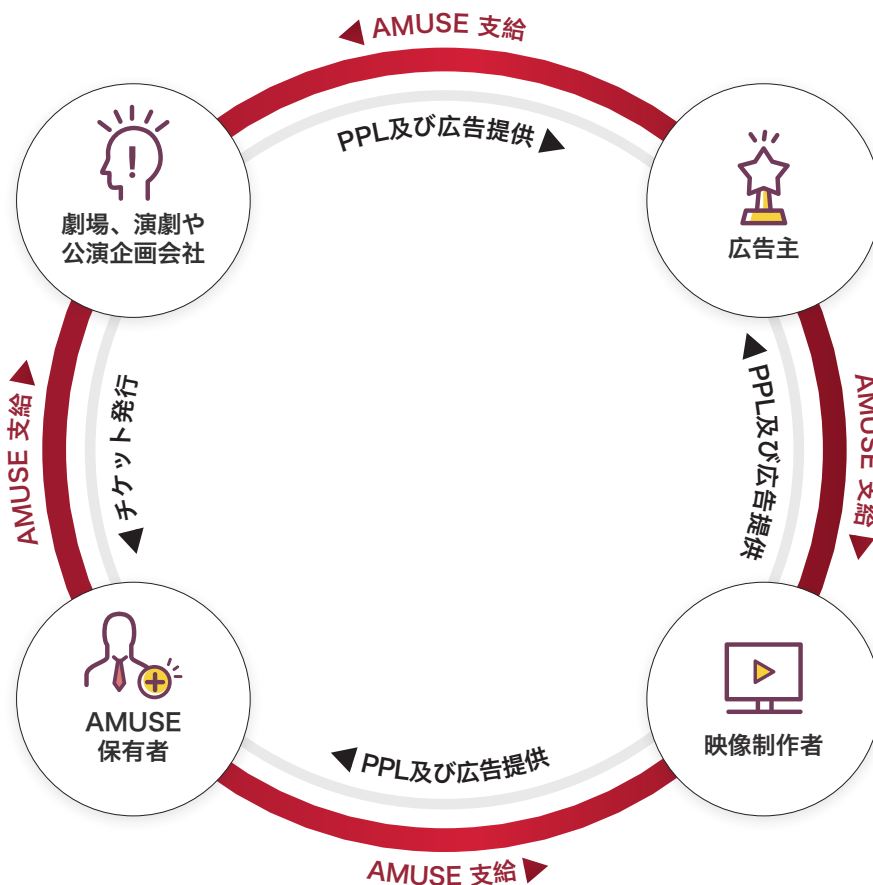 AMUSE 支給
PPL及び広告提供
劇場、演劇や
公演企画会社
広告主
AMUSE 支給
チケット発行
PPL及び広告提供
AMUSE 支給
AMUSE
保有者
映像制作者
PPL及び広告提供
AMUSE 支給